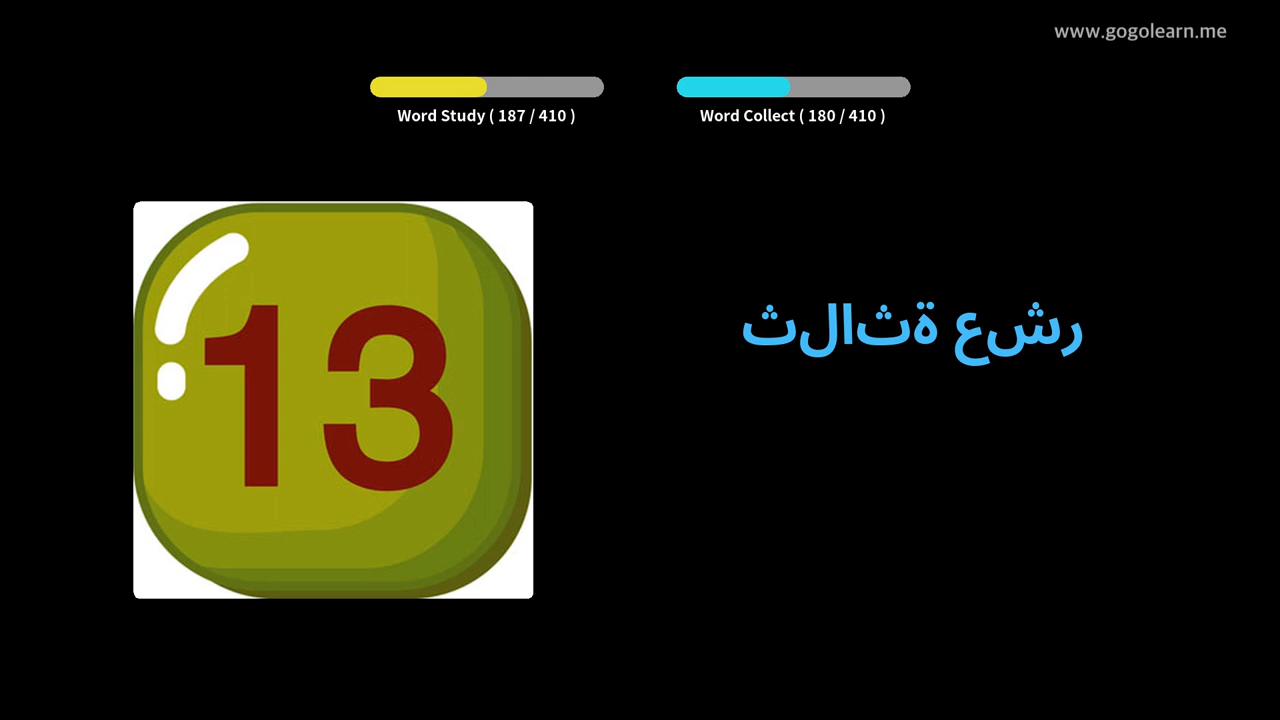 www.gogolearn.me
Word Study ( 187 / 410 )
Word Collect ( 180 / 410 )
13
رشع ةثالث